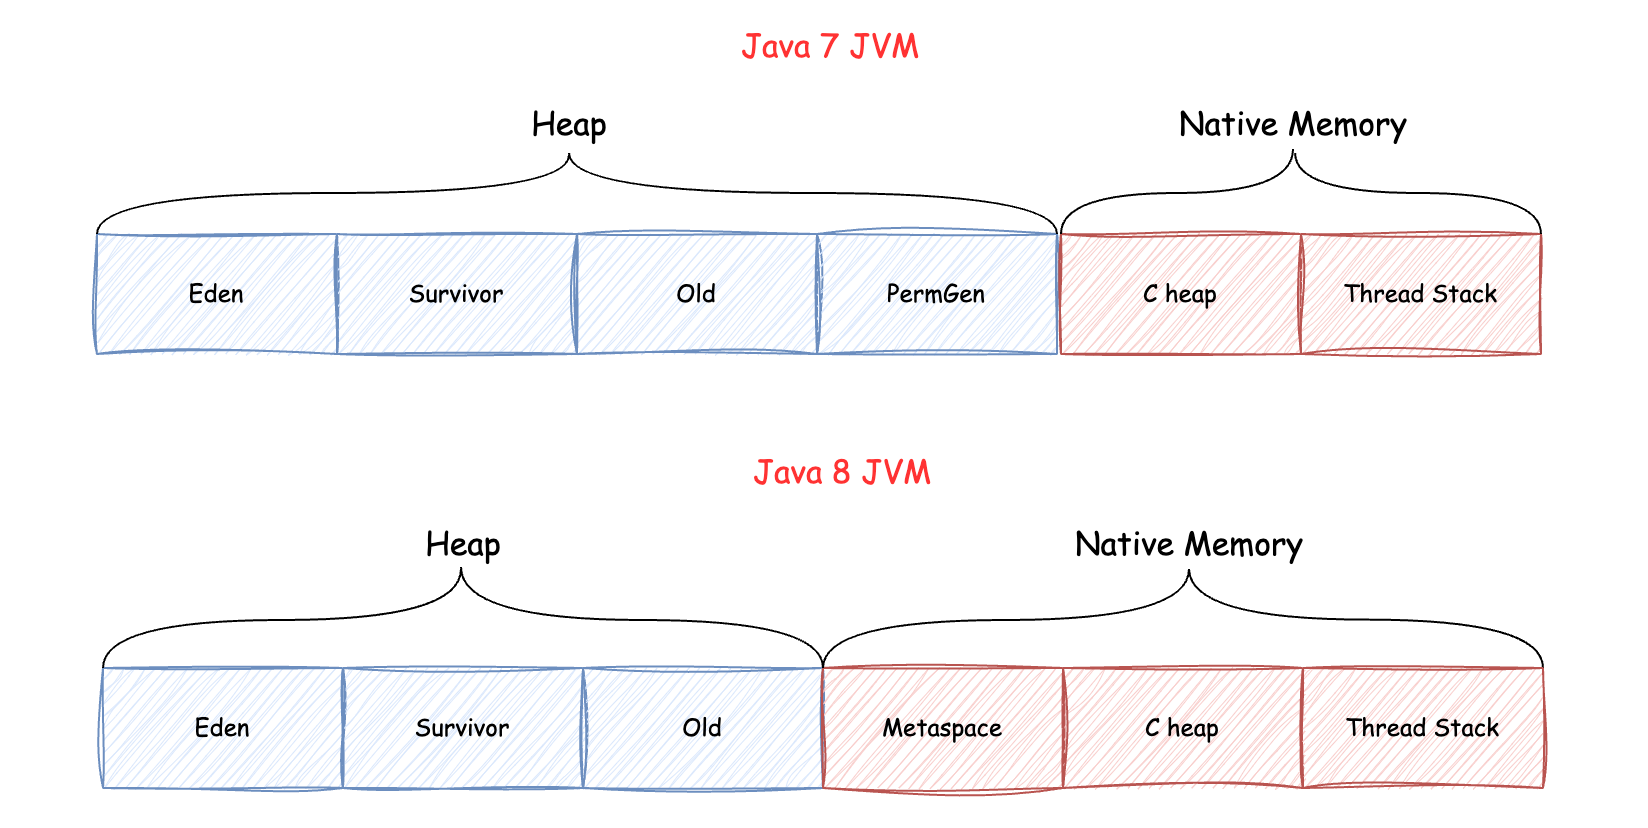 Java 7 JVM
Heap
Native Memory
Eden
Survivor
Old
PermGen
C heap
Thread Stack
Java 8 JVM
Heap
Native Memory
Eden
Survivor
Old
Metaspace
C heap
Thread Stack